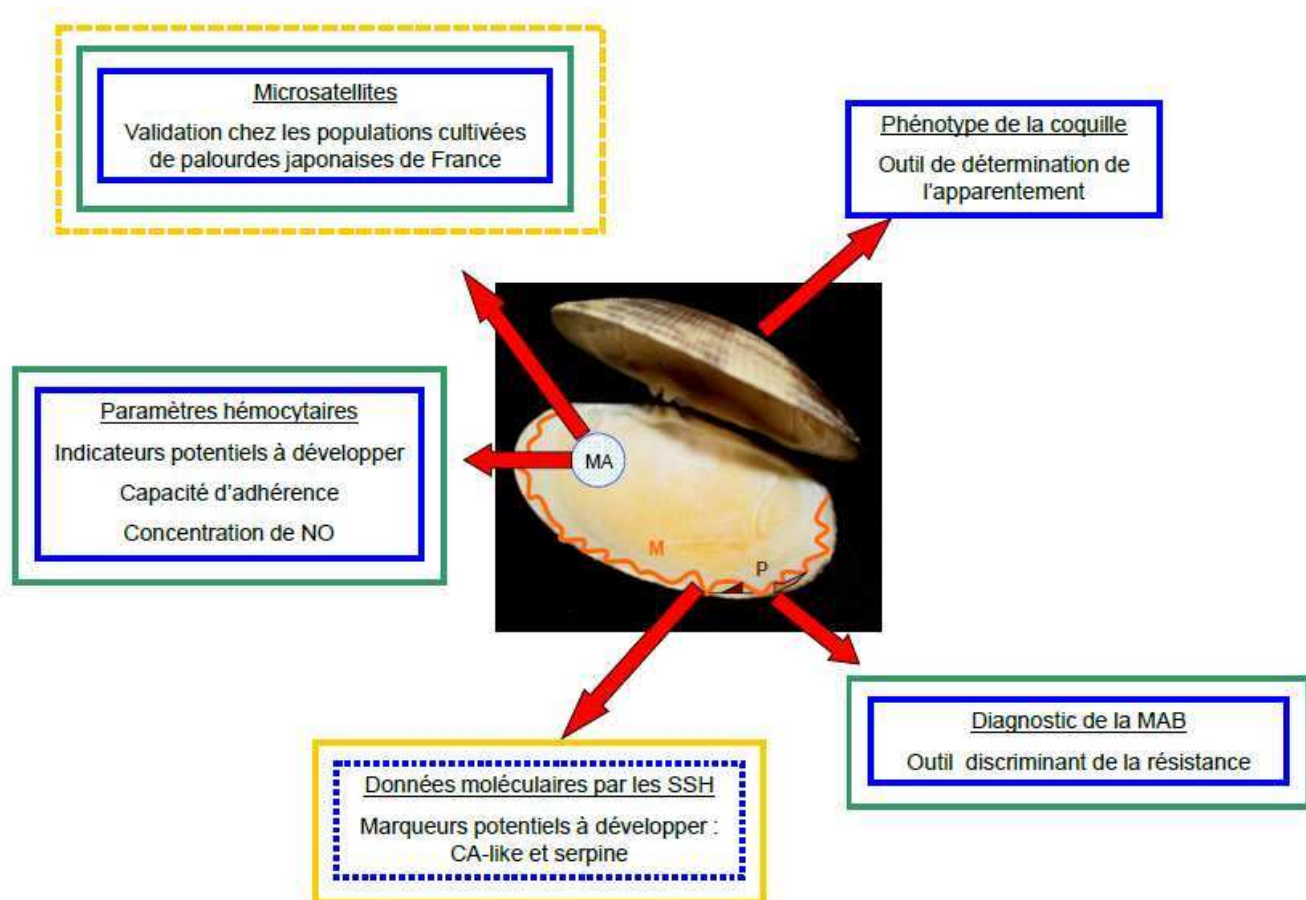 Microsatellites
Validation chez les populations cultivées
de palourdes japonaises de France
Phénotype de la coquille
Outil de détermination de
l'apparentement
Paramètres hémocytaires
Indicateurs potentiels à développer
Capacité d'adhérence
Concentration de NO
MA
M
P
Données moléculaires par les SSH
Marqueurs potentiels à développer :
CA-like et serpine
Diagnostic de la MAB
Outil discriminant de la résistance